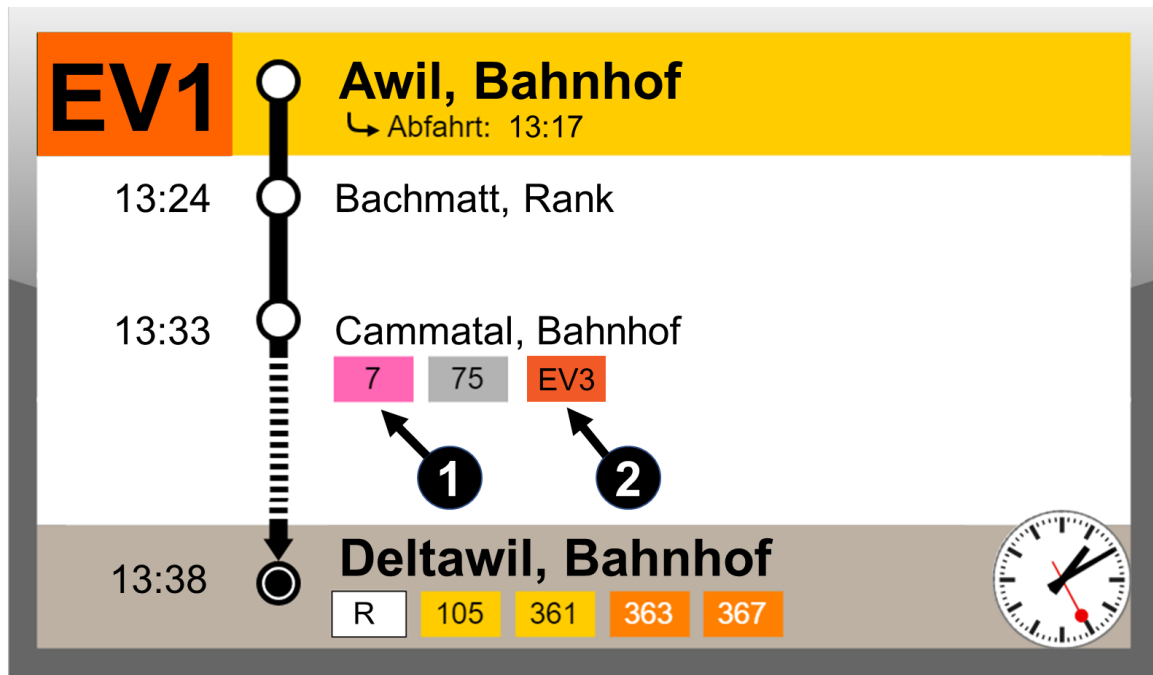 EV1
Awil, Bahnhof
Abfahrt: 13:17
13:24 Bachmatt, Rank
13:33 Cammatal, Bahnhof
7 75 EV3
1 2
13:38 Deltawil, Bahnhof
R 105 361 363 367